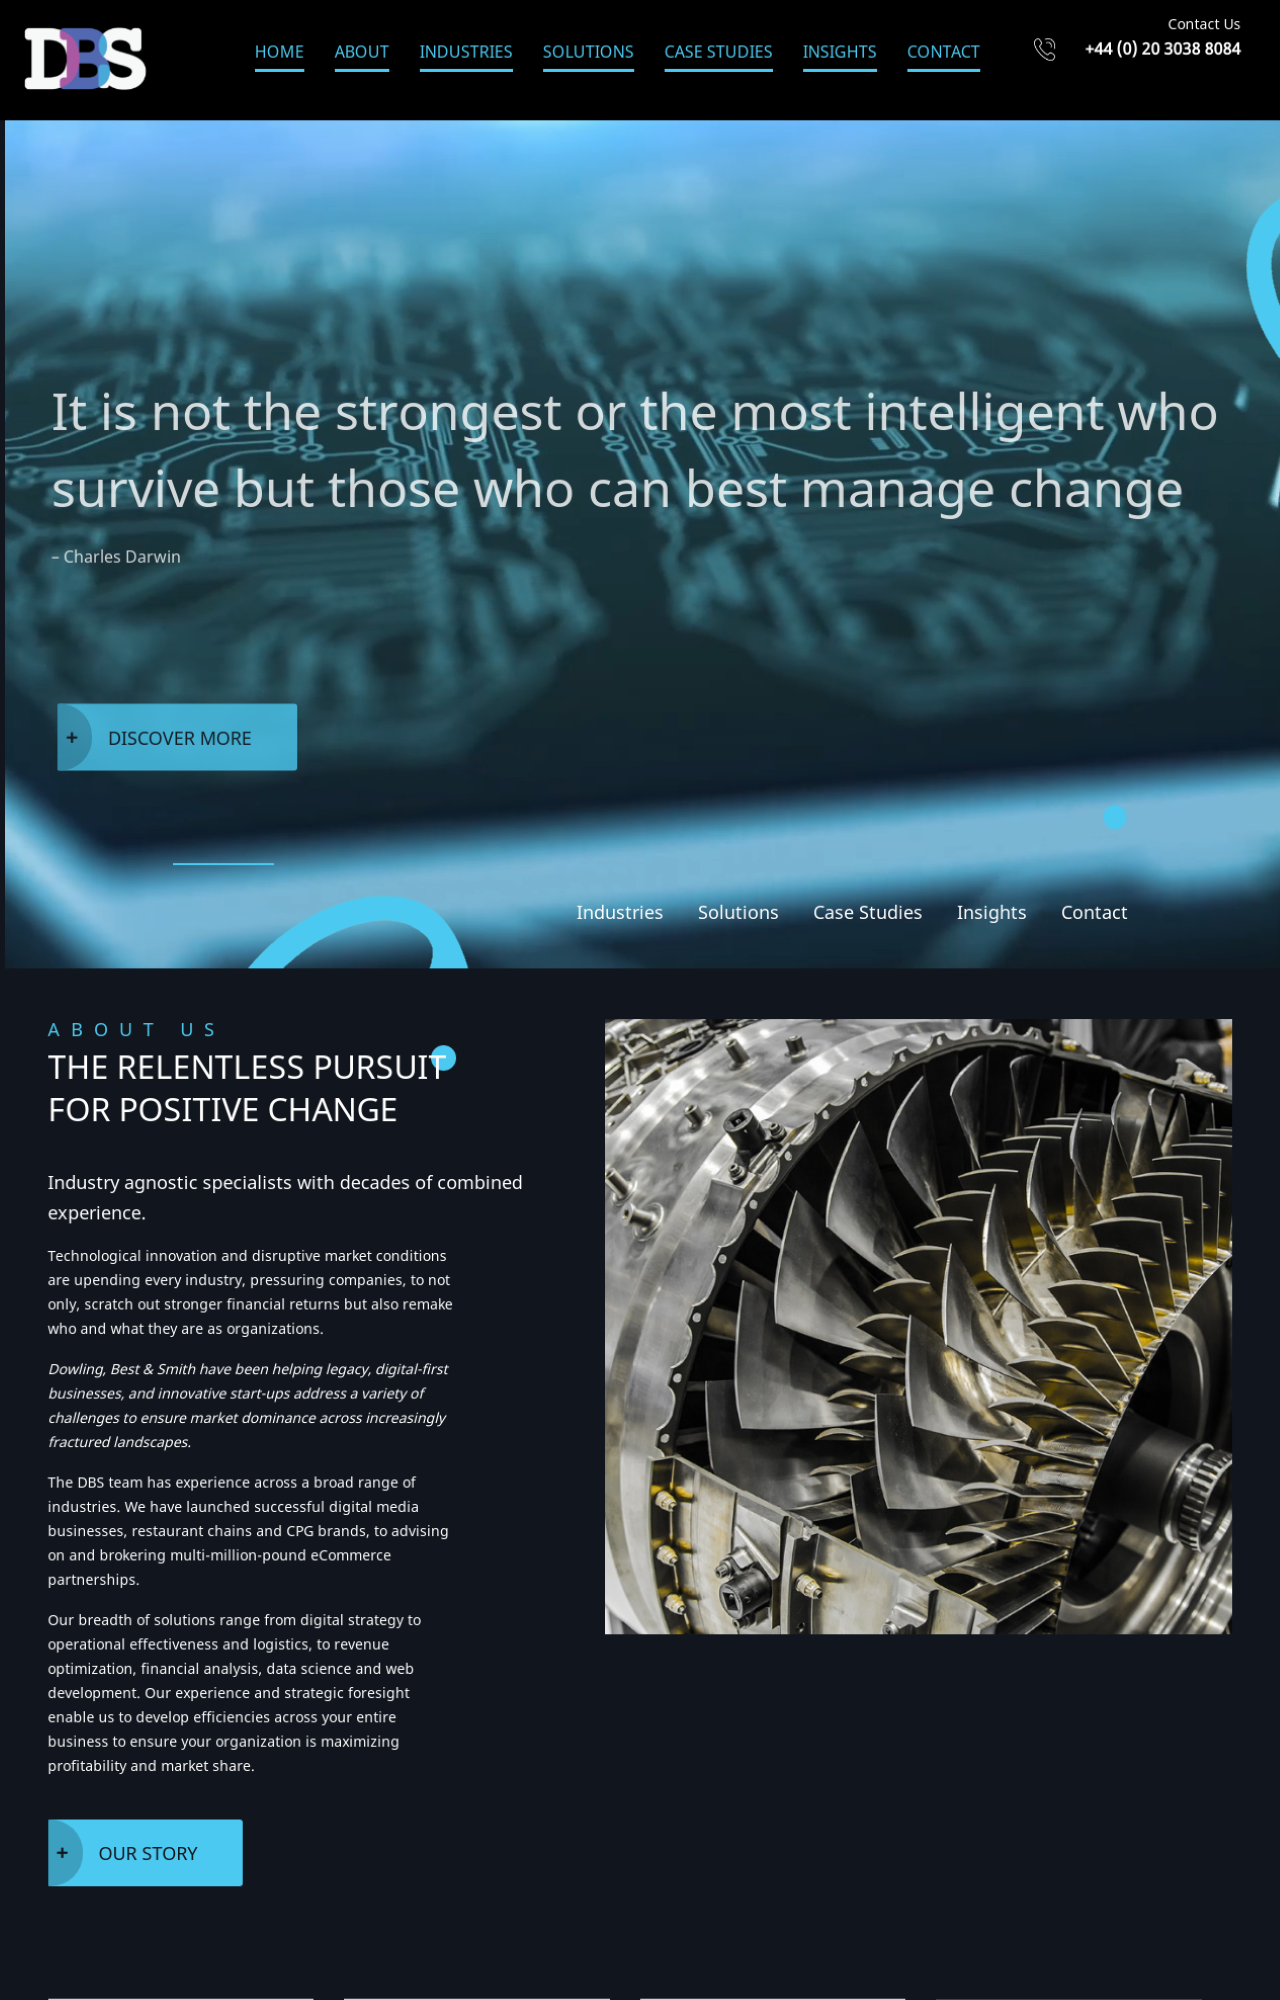 DBS
HOME ABOUT INDUSTRIES SOLUTIONS CASE STUDIES INSIGHTS CONTACT
Contact Us
+44 (0) 20 3038 8084
It is not the strongest or the most intelligent who
survive but those who can best manage change
– Charles Darwin
+ DISCOVER MORE
Industries Solutions Case Studies Insights Contact
ABOUT US
THE RELENTLESS PURSUIT
FOR POSITIVE CHANGE
Industry agnostic specialists with decades of combined
experience.
Technological innovation and disruptive market conditions
are upending every industry, pressuring companies, to not
only, scratch out stronger financial returns but also remake
who and what they are as organizations.
Dowling, Best & Smith have been helping legacy, digital-first
businesses, and innovative start-ups address a variety of
challenges to ensure market dominance across increasingly
fractured landscapes.
The DBS team has experience across a broad range of
industries. We have launched successful digital media
businesses, restaurant chains and CPG brands, to advising
on and brokering multi-million-pound eCommerce
partnerships.
Our breadth of solutions range from digital strategy to
operational effectiveness and logistics, to revenue
optimization, financial analysis, data science and web
development. Our experience and strategic foresight
enable us to develop efficiencies across your entire
business to ensure your organization is maximizing
profitability and market share.
+ OUR STORY